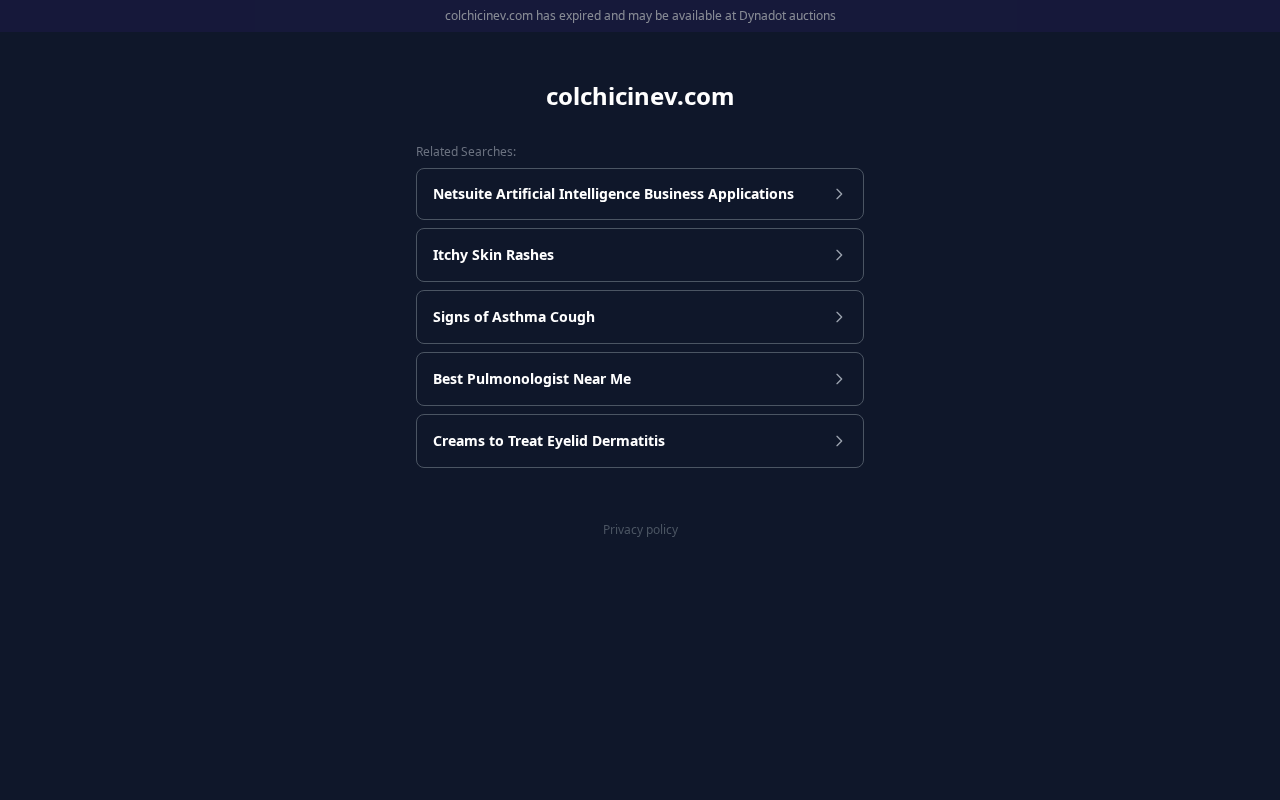 colchicinev.com has expired and may be available at Dynadot auctions
colchicinev.com
Related Searches:
Netsuite Artificial Intelligence Business Applications
Itchy Skin Rashes
Signs of Asthma Cough
Best Pulmonologist Near Me
Creams to Treat Eyelid Dermatitis
Privacy policy